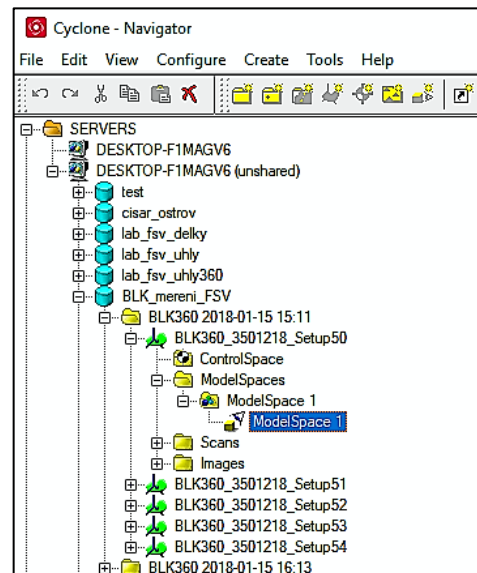 Cyclone - Navigator
File Edit View Configure Create Tools Help
SERVERS
DESKTOP-F1MAGV6
DESKTOP-F1MAGV6 (unshared)
test
cisar_ostrov
lab_fsv_delky
lab_fsv_uhly
lab_fsv_uhly360
BLK_mereni_FSV
BLK360 2018-01-15 15:11
BLK360_3501218_Setup50
ControlSpace
ModelSpaces
ModelSpace 1
ModelSpace 1
Scans
Images
BLK360_3501218_Setup51
BLK360_3501218_Setup52
BLK360_3501218_Setup53
BLK360_3501218_Setup54
BLK360 2018-01-15 16:13